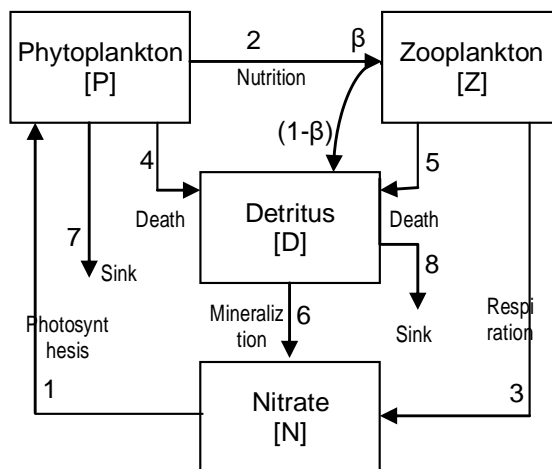 Phytoplankton
[P]
2
β
Nutrition
Zooplankton
[Z]
(1-β)
4
5
Death
Detritus
[D]
Death
7
Sink
8
Sink
Photosynt
hesis
Mineraliz
tion
6
Respi
ration
1
Nitrate
[N]
3